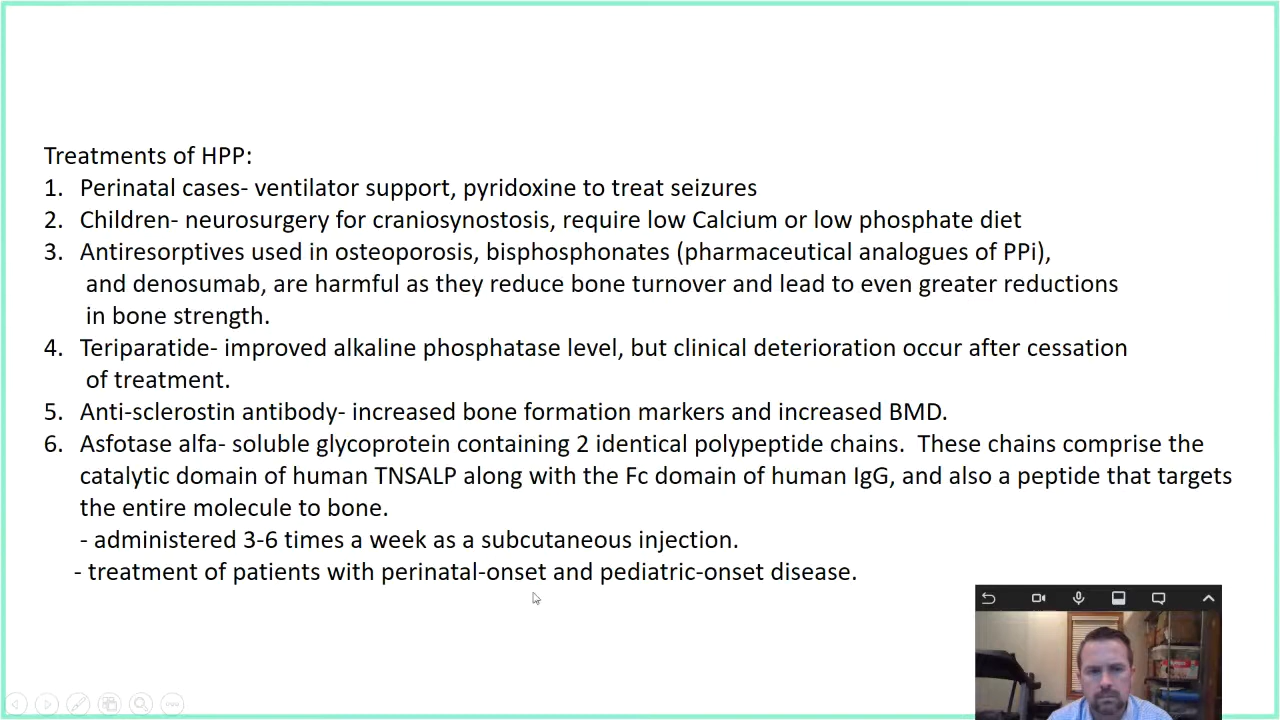 Treatments of HPP:
1. Perinatal cases- ventilator support, pyridoxine to treat seizures
2. Children- neurosurgery for craniosynostosis, require low Calcium or low phosphate diet
3. Antiresorptives used in osteoporosis, bisphosphonates (pharmaceutical analogues of PPi),
and denosumab, are harmful as they reduce bone turnover and lead to even greater reductions
in bone strength.
4. Teriparatide- improved alkaline phosphatase level, but clinical deterioration occur after cessation
of treatment.
5. Anti-sclerostin antibody- increased bone formation markers and increased BMD.
6. Asfotase alfa- soluble glycoprotein containing 2 identical polypeptide chains. These chains comprise the
catalytic domain of human TNSALP along with the Fc domain of human IgG, and also a peptide that targets
the entire molecule to bone.
- administered 3-6 times a week as a subcutaneous injection.
- treatment of patients with perinatal-onset and pediatric-onset disease.